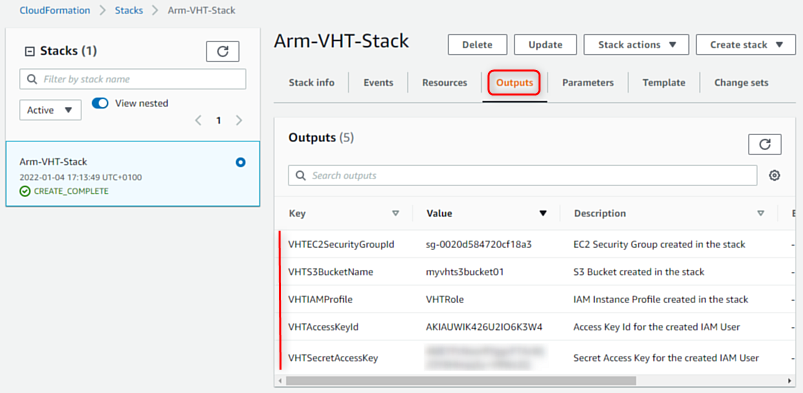 CloudFormation > Stacks > Arm-VHT-Stack
Stacks (1)
Filter by stack name
Active
View nested
< 1 >
Arm-VHT-Stack
2022-01-04 17:13:49 UTC+0100
CREATE_COMPLETE
Arm-VHT-Stack
Delete Update Stack actions Create stack
Stack info Events Resources Outputs Parameters Template Change sets
Outputs (5)
Search outputs
Key Value Description E
VHTEC2SecurityGroupId sg-0020d584720cf18a3 EC2 Security Group created in the stack -
VHTS3BucketName myvhts3bucket01 S3 Bucket created in the stack -
VHTIAMProfile VHTRole IAM Instance Profile created in the stack -
VHTAccessKeyId AKIAUWIK426U2IO6K3W4 Access Key Id for the created IAM User -
VHTSecretAccessKey Secret Access Key for the created IAM User -